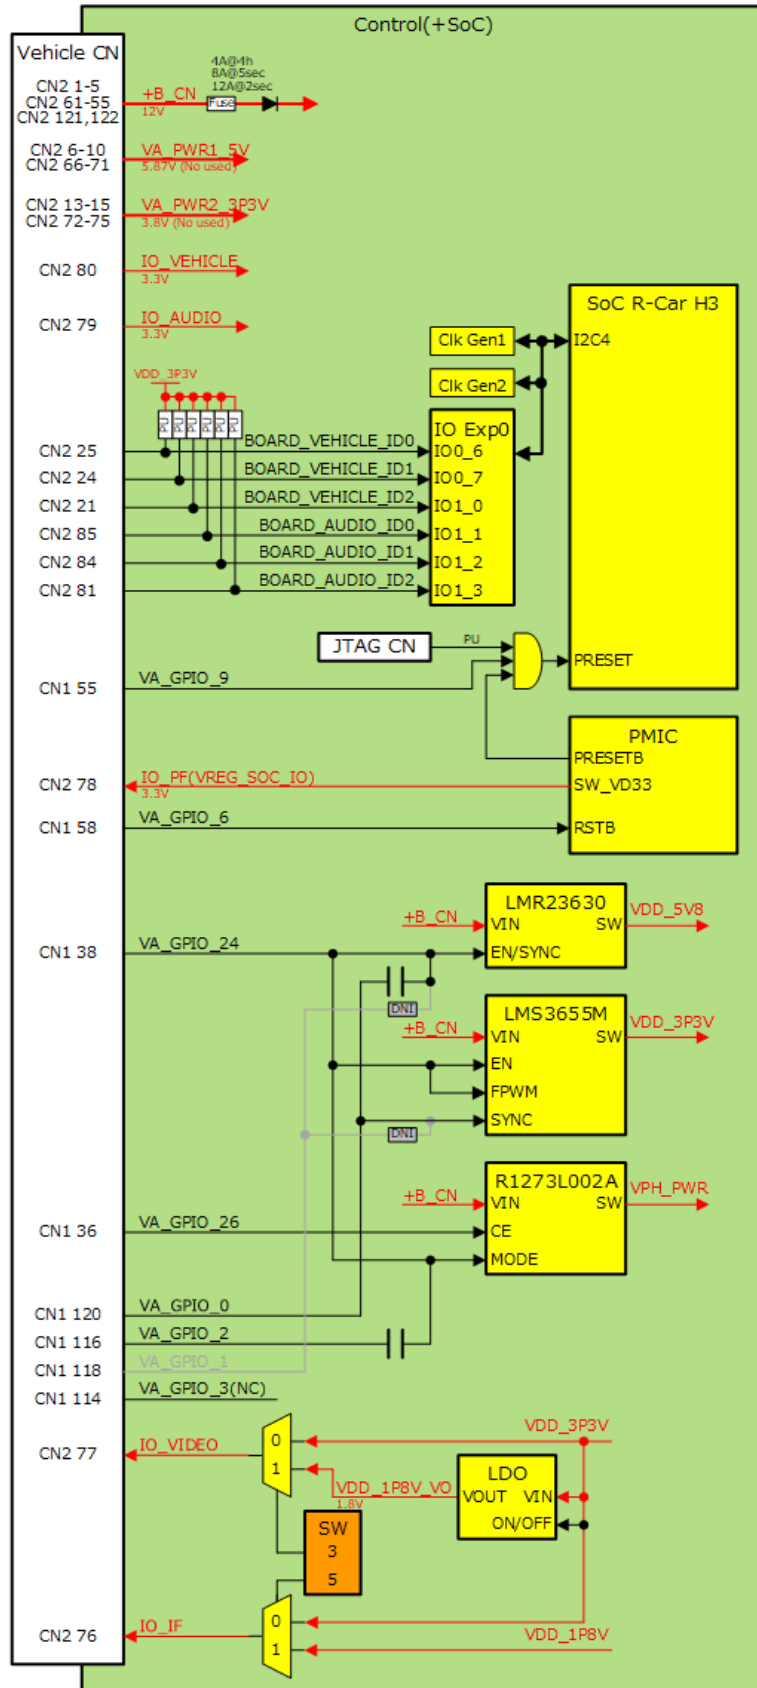 Control(+SoC)
Vehicle CN
CN2 1-5
CN2 61-55
CN2 121,122
+B_CN
12V
4A@4h
8A@5sec
12A@2sec
Fuse
CN2 6-10
CN2 66-71
VA_PWR1_5V
5.87V (No used)
CN2 13-15
CN2 72-75
VA_PWR2_3P3V
3.8V (No used)
CN2 80
IO_VEHICLE
3.3V
CN2 79
IO_AUDIO
3.3V
SoC R-Car H3
I2C4
PRESET
Clk Gen1
Clk Gen2
VDD_3P3V
PU
PU
PU
PU
PU
PU
IO Exp0
CN2 25
BOARD_VEHICLE_ID0
IO0_6
CN2 24
BOARD_VEHICLE_ID1
IO0_7
CN2 21
BOARD_VEHICLE_ID2
IO1_0
CN2 85
BOARD_AUDIO_ID0
IO1_1
CN2 84
BOARD_AUDIO_ID1
IO1_2
CN2 81
BOARD_AUDIO_ID2
IO1_3
JTAG CN
PU
CN1 55
VA_GPIO_9
PMIC
PRESETB
SW_VD33
RSTB
CN2 78
IO_PF(VREG_SOC_IO)
3.3V
CN1 58
VA_GPIO_6
LMR23630
+B_CN
VIN
SW
VDD_5V8
EN/SYNC
CN1 38
VA_GPIO_24
DNI
LMS3655M
+B_CN
VIN
SW
VDD_3P3V
EN
FPWM
SYNC
DNI
R1273L002A
+B_CN
VIN
SW
VPH_PWR
CE
MODE
CN1 36
VA_GPIO_26
CN1 120
VA_GPIO_0
CN1 116
VA_GPIO_2
CN1 118
VA_GPIO_1
CN1 114
VA_GPIO_3(NC)
CN2 77
IO_VIDEO
0
1
VDD_3P3V
VDD_1P8V_VO
1.8V
LDO
VOUT VIN
ON/OFF
SW
3
5
CN2 76
IO_IF
0
1
VDD_1P8V